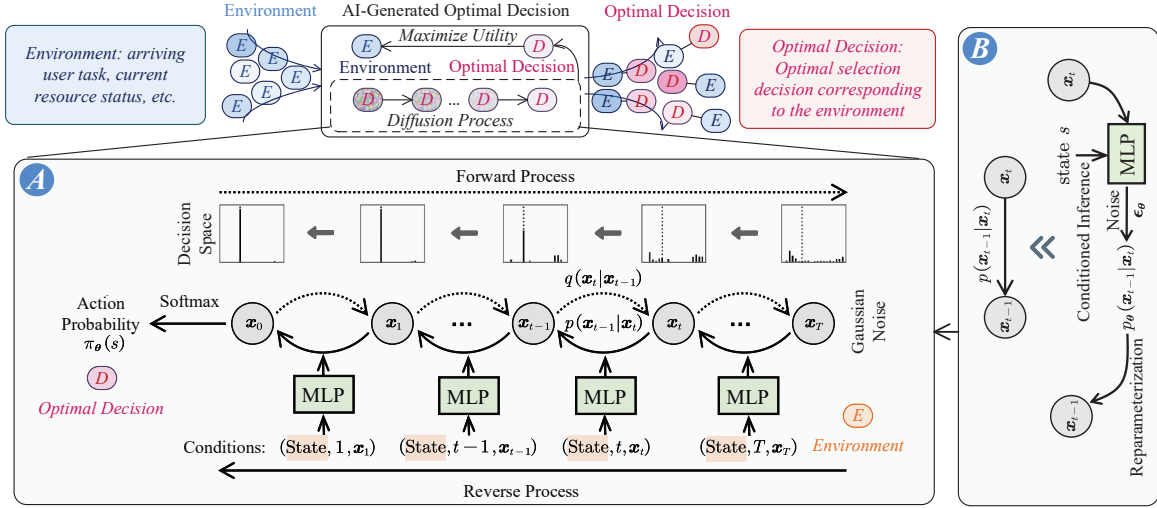 Environment
AI-Generated Optimal Decision
Optimal Decision
Environment: arriving
user task, current
resource status, etc.
E
E
E
E
E
E
E
Maximize Utility
D
Environment
Optimal Decision
D
D
...
D
D
Diffusion Process
D
E
E
D
D
E
E
D
D
E
Optimal Decision:
Optimal selection
decision corresponding
to the environment
A
Forward Process
Decision
Space
q(x_t|x_{t−1})
Action
Probability
π_θ(s)
Softmax
x_0
x_1
...
x_{t−1}
p(x_{t−1}|x_t)
x_t
...
x_T
Gaussian
Noise
D
Optimal Decision
MLP
MLP
MLP
MLP
E
Environment
Conditions:
(State, 1, x_1)
(State, t−1, x_{t−1})
(State, t, x_t)
(State, T, x_T)
Reverse Process
B
x_t
state s
MLP
Conditioned Inference
Noise
ϵ_θ
x_t
p(x_{t−1}|x_t)
x_{t−1}
p_θ(x_{t−1}|x_t)
Reparameterization
x_{t−1}